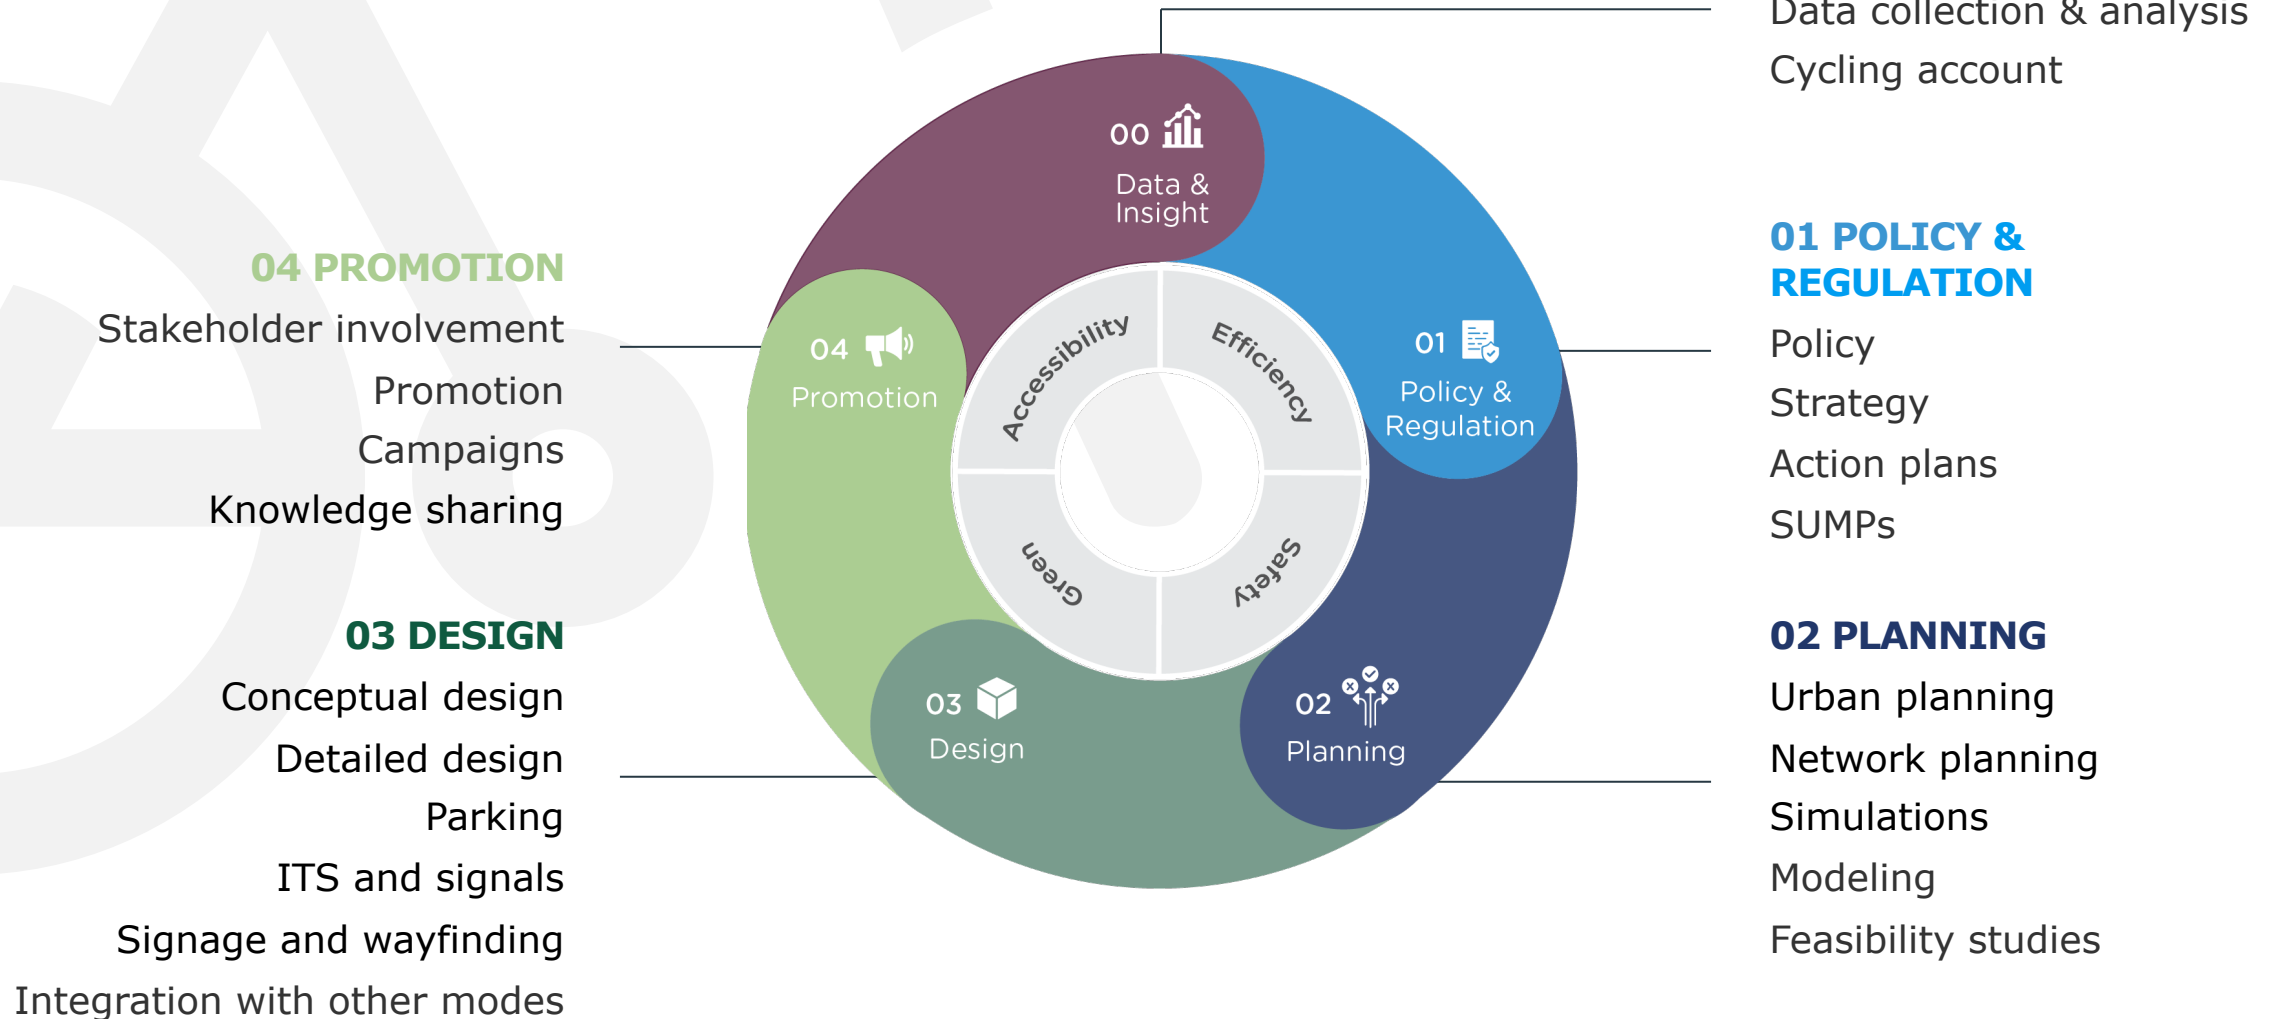 Data collection & analysis
Cycling account
01 POLICY &
REGULATION
Policy
Strategy
Action plans
SUMPs
02 PLANNING
Urban planning
Network planning
Simulations
Modeling
Feasibility studies
04 PROMOTION
Stakeholder involvement
Promotion
Campaigns
Knowledge sharing
03 DESIGN
Conceptual design
Detailed design
Parking
ITS and signals
Signage and wayfinding
Integration with other modes
00
Data &
Insight
01
Policy &
Regulation
02
Planning
03
Design
04
Promotion
Accessibility
Efficiency
Safety
Green